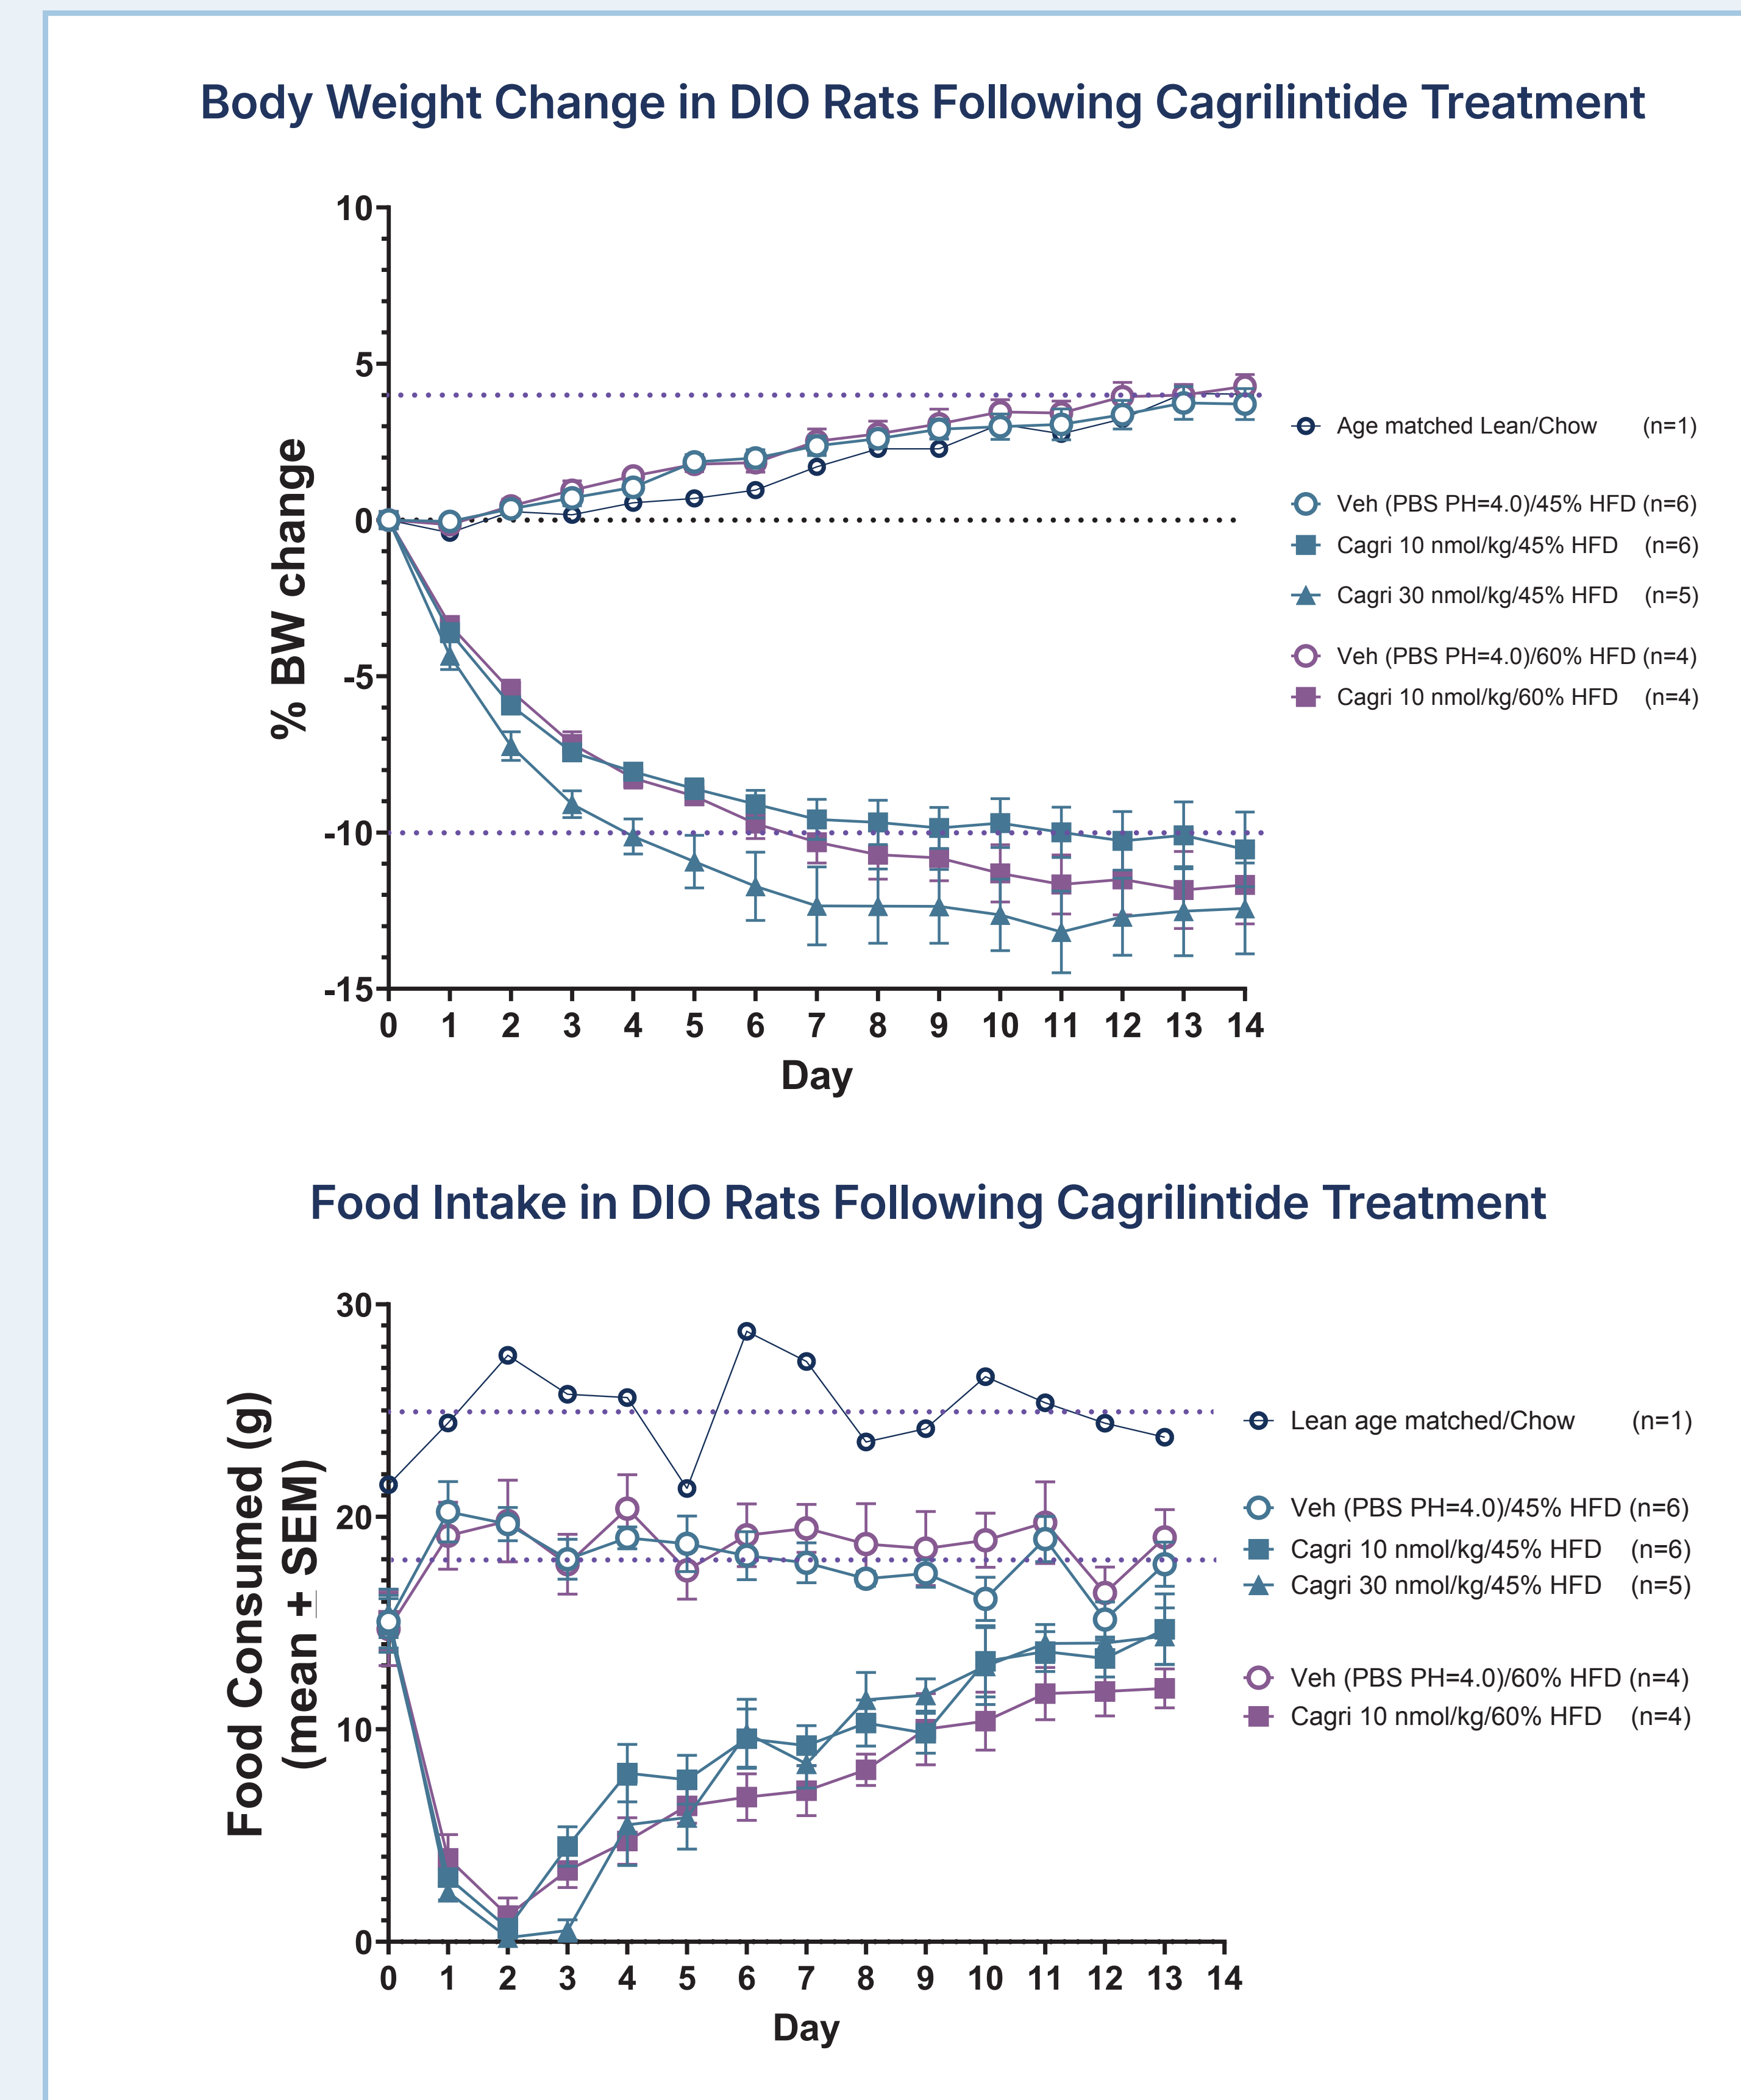 Body Weight Change in DIO Rats Following Cagrilintide Treatment
10
5
0
-5
-10
-15
% BW change
0 1 2 3 4 5 6 7 8 9 10 11 12 13 14
Day
Age matched Lean/Chow (n=1)
Veh (PBS PH=4.0)/45% HFD (n=6)
Cagri 10 nmol/kg/45% HFD (n=6)
Cagri 30 nmol/kg/45% HFD (n=5)
Veh (PBS PH=4.0)/60% HFD (n=4)
Cagri 10 nmol/kg/60% HFD (n=4)
Food Intake in DIO Rats Following Cagrilintide Treatment
30
20
10
0
Food Consumed (g)
(mean ± SEM)
0 1 2 3 4 5 6 7 8 9 10 11 12 13 14
Day
Lean age matched/Chow (n=1)
Veh (PBS PH=4.0)/45% HFD (n=6)
Cagri 10 nmol/kg/45% HFD (n=6)
Cagri 30 nmol/kg/45% HFD (n=5)
Veh (PBS PH=4.0)/60% HFD (n=4)
Cagri 10 nmol/kg/60% HFD (n=4)